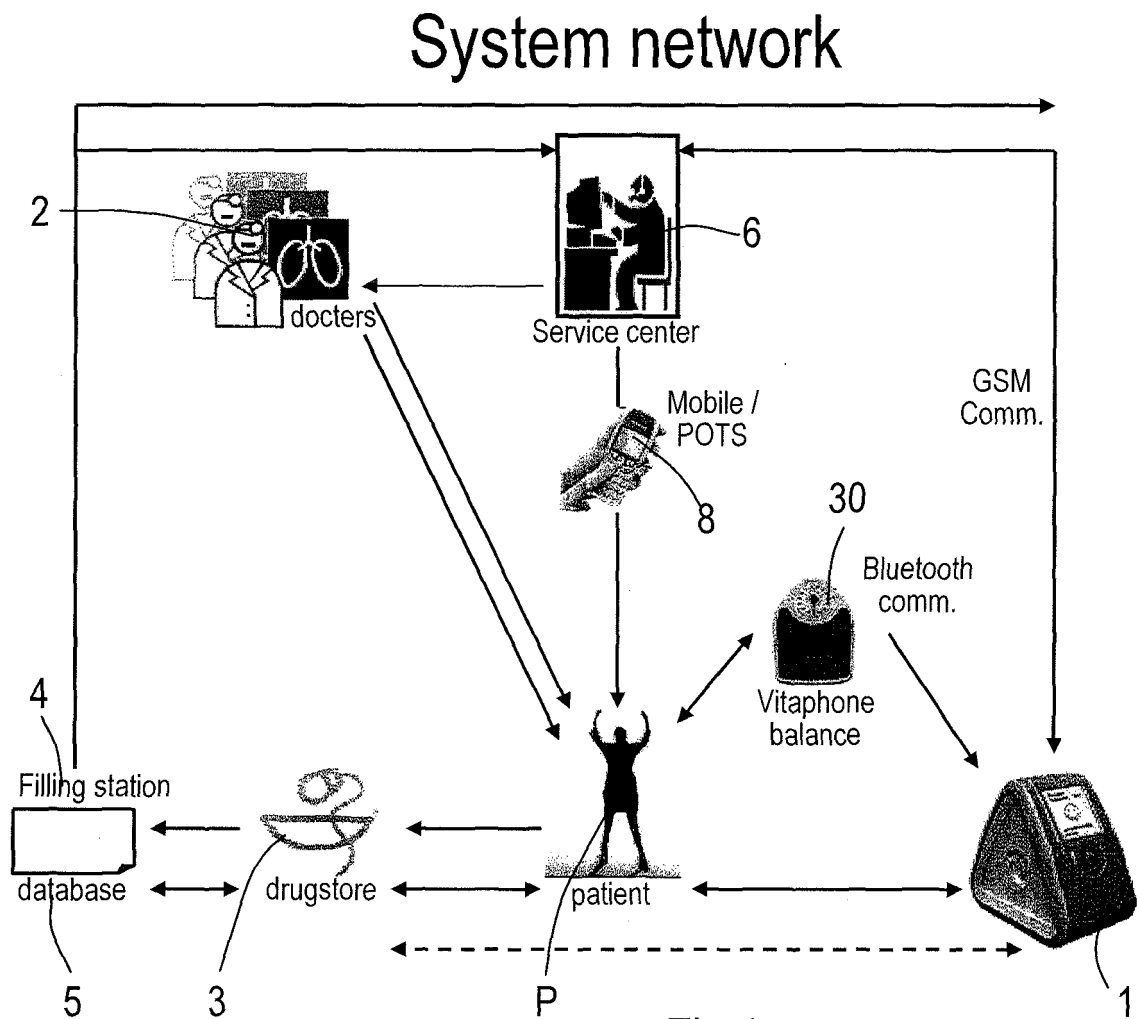 System network
2
docters
6
Service center
Mobile /
POTS
8
GSM
Comm.
30
Bluetooth
comm.
Vitaphone
balance
4
Filling station
database
drugstore
patient
5
3
P
1